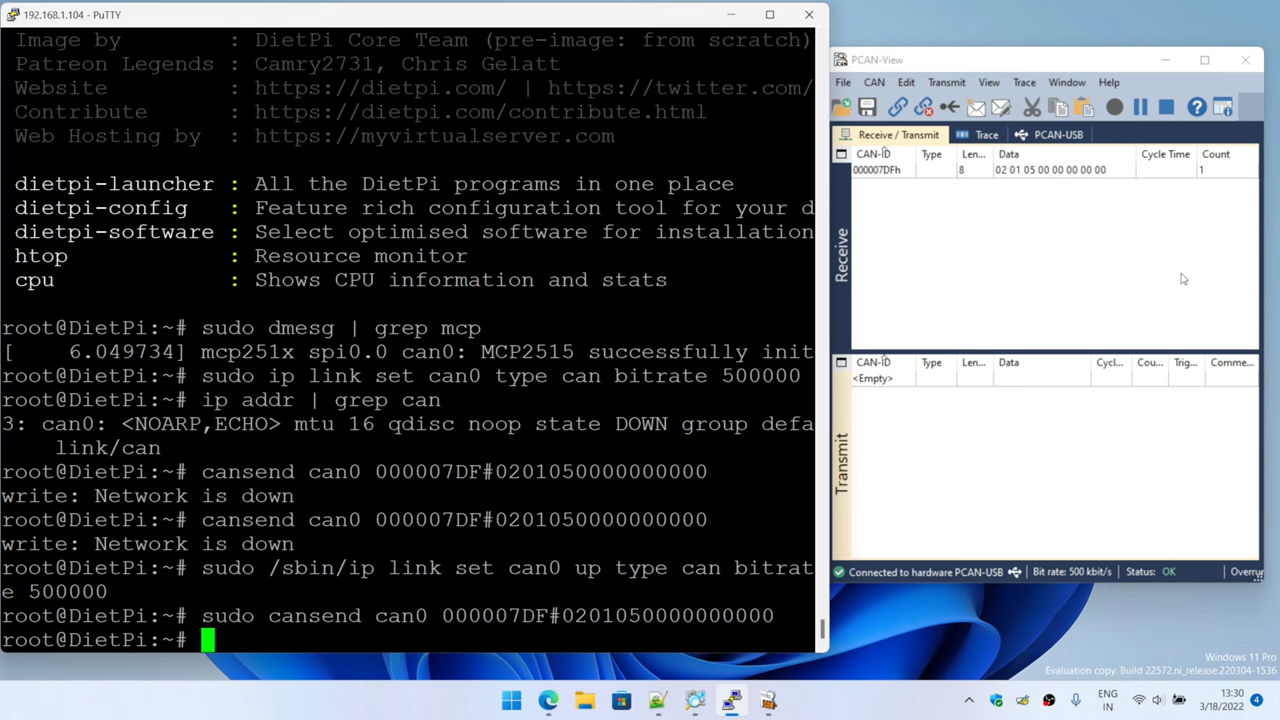 192.168.1.104 - PuTTY
Image by : DietPi Core Team (pre-image: from scratch)
Patreon Legends : Camry2731, Chris Gelatt
Website : https://dietpi.com/ | https://twitter.com/
Contribute : https://dietpi.com/contribute.html
Web Hosting by : https://myvirtualserver.com
dietpi-launcher : All the DietPi programs in one place
dietpi-config : Feature rich configuration tool for your d
dietpi-software : Select optimised software for installation
htop : Resource monitor
cpu : Shows CPU information and stats
root@DietPi:~# sudo dmesg | grep mcp
[ 6.049734] mcp251x spi0.0 can0: MCP2515 successfully init
root@DietPi:~# sudo ip link set can0 type can bitrate 500000
root@DietPi:~# ip addr | grep can
3: can0: <NOARP,ECHO> mtu 16 qdisc noop state DOWN group defa
link/can
root@DietPi:~# cansend can0 000007DF#0201050000000000
write: Network is down
root@DietPi:~# cansend can0 000007DF#0201050000000000
write: Network is down
root@DietPi:~# sudo /sbin/ip link set can0 up type can bitrat
e 500000
root@DietPi:~# sudo cansend can0 000007DF#0201050000000000
root@DietPi:~#
PCAN-View
File CAN Edit Transmit View Trace Window Help
Receive / Transmit Trace PCAN-USB
CAN-ID Type Len... Data Cycle Time Count
000007DFh 8 02 01 05 00 00 00 00 00 1
Receive
CAN-ID Type Len... Data Cycl... Cou... Trig... Comme...
<Empty>
Transmit
Connected to hardware PCAN-USB Bit rate: 500 kbit/s Status: OK Overru
Windows 11 Pro
Evaluation copy. Build 22572.ni_release.220304-1536
ENG
IN
13:30
3/18/2022
4